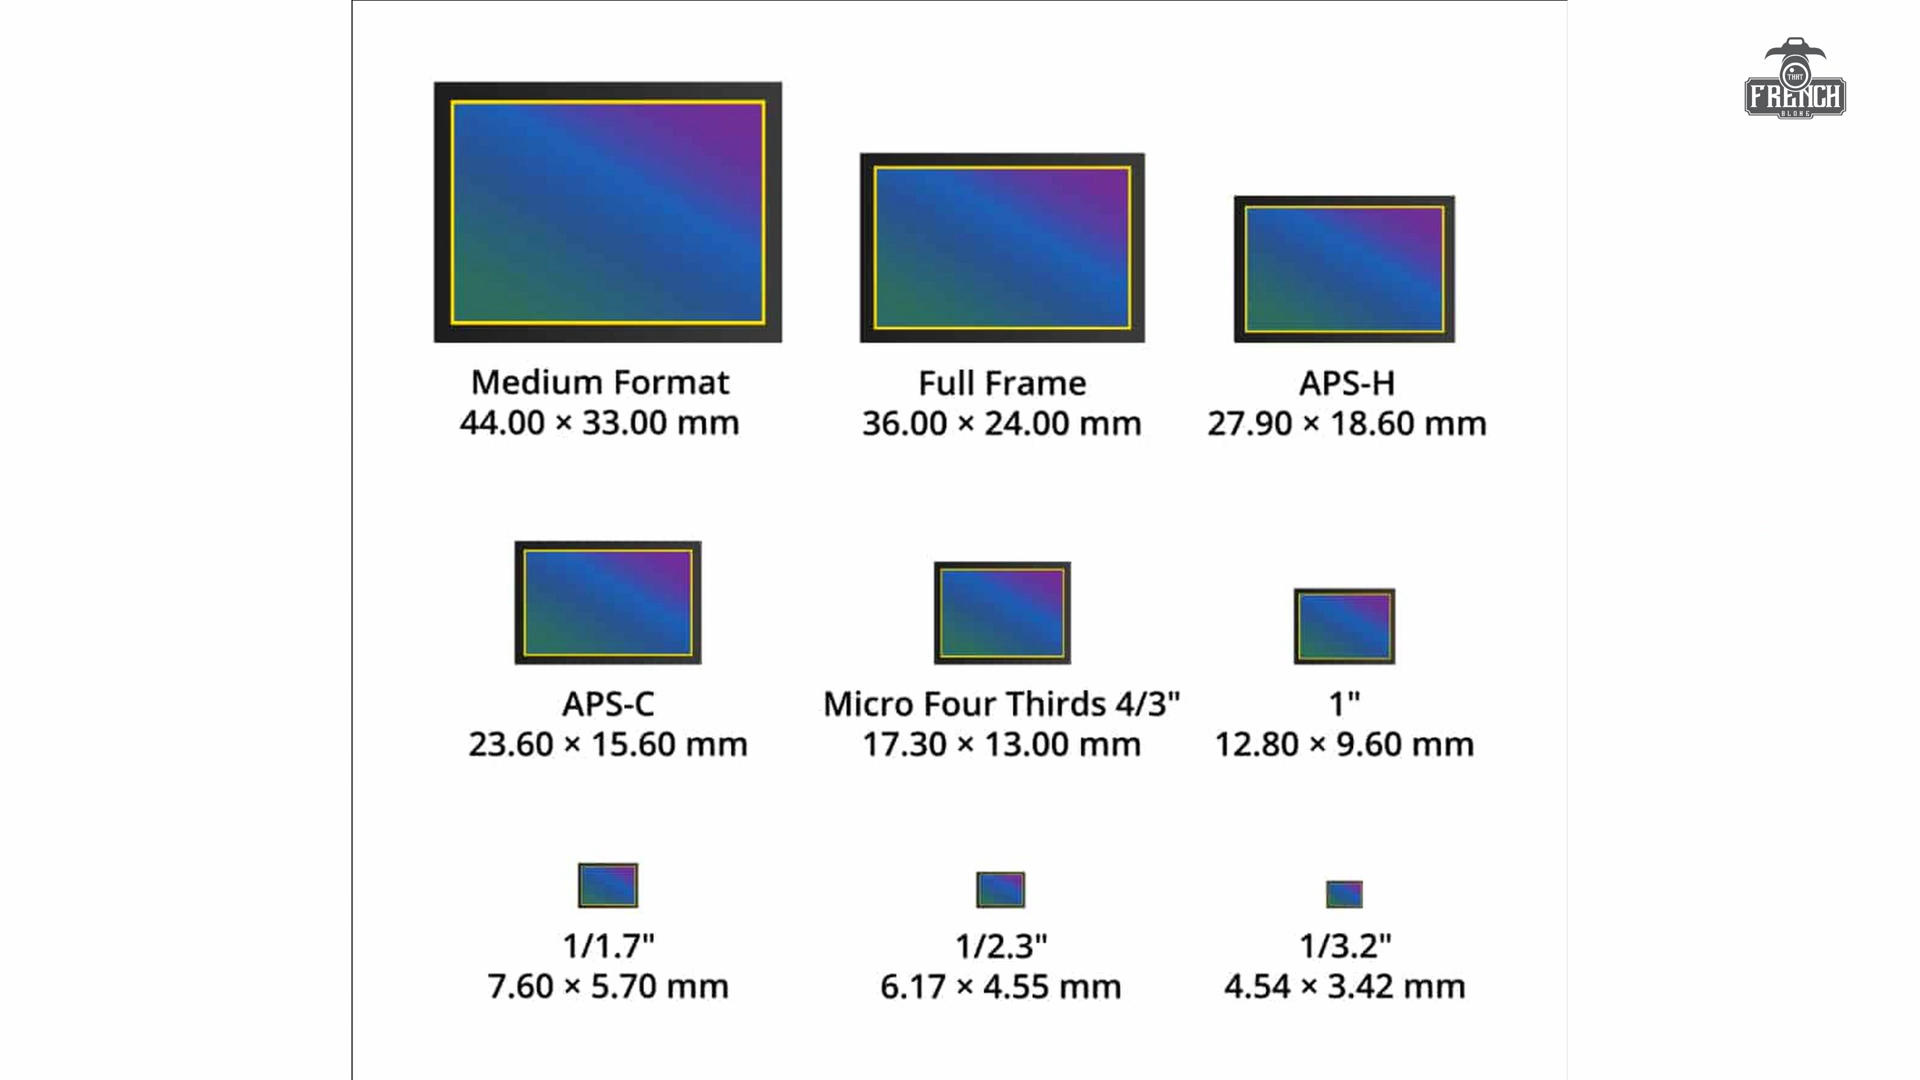 THAT
FRENCH
BLOKE
Medium Format
44.00 × 33.00 mm
Full Frame
36.00 × 24.00 mm
APS-H
27.90 × 18.60 mm
APS-C
23.60 × 15.60 mm
Micro Four Thirds 4/3"
17.30 × 13.00 mm
1"
12.80 × 9.60 mm
1/1.7"
7.60 × 5.70 mm
1/2.3"
6.17 × 4.55 mm
1/3.2"
4.54 × 3.42 mm